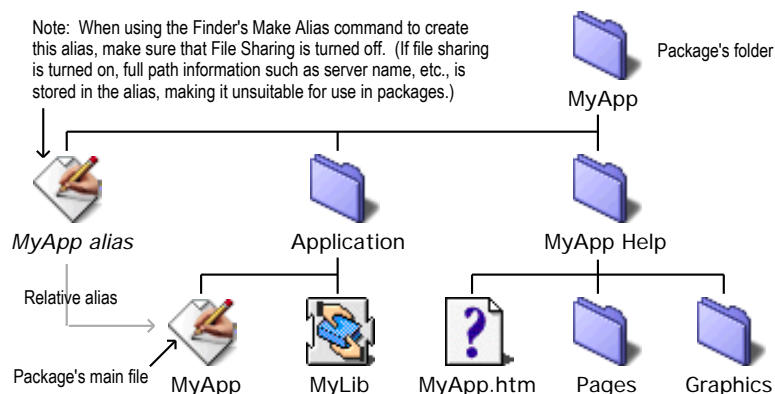 Note:  When using the Finder's Make Alias command to create
this alias, make sure that File Sharing is turned off.  (If file sharing
is turned on, full path information such as server name, etc., is
stored in the alias, making it unsuitable for use in packages.)
Package's folder
MyApp
MyApp alias
Application
MyApp Help
Relative alias
Package's main file
MyApp
MyLib
MyApp.htm
Pages
Graphics